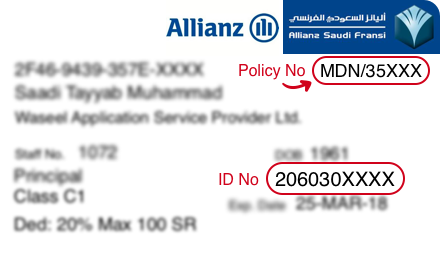 Allianz
أليانز السعودي الفرنسي
Allianz Saudi Fransi
2F46-9439-357E-XXXX
Policy No MDN/35XXX
Saadi Tayyab Muhammad
Waseel Application Service Provider Ltd.
Staff No. 1072 DOB 1961
Principal
ID No 206030XXXX
Class C1
Exp. Date 25-MAR-18
Ded: 20% Max 100 SR